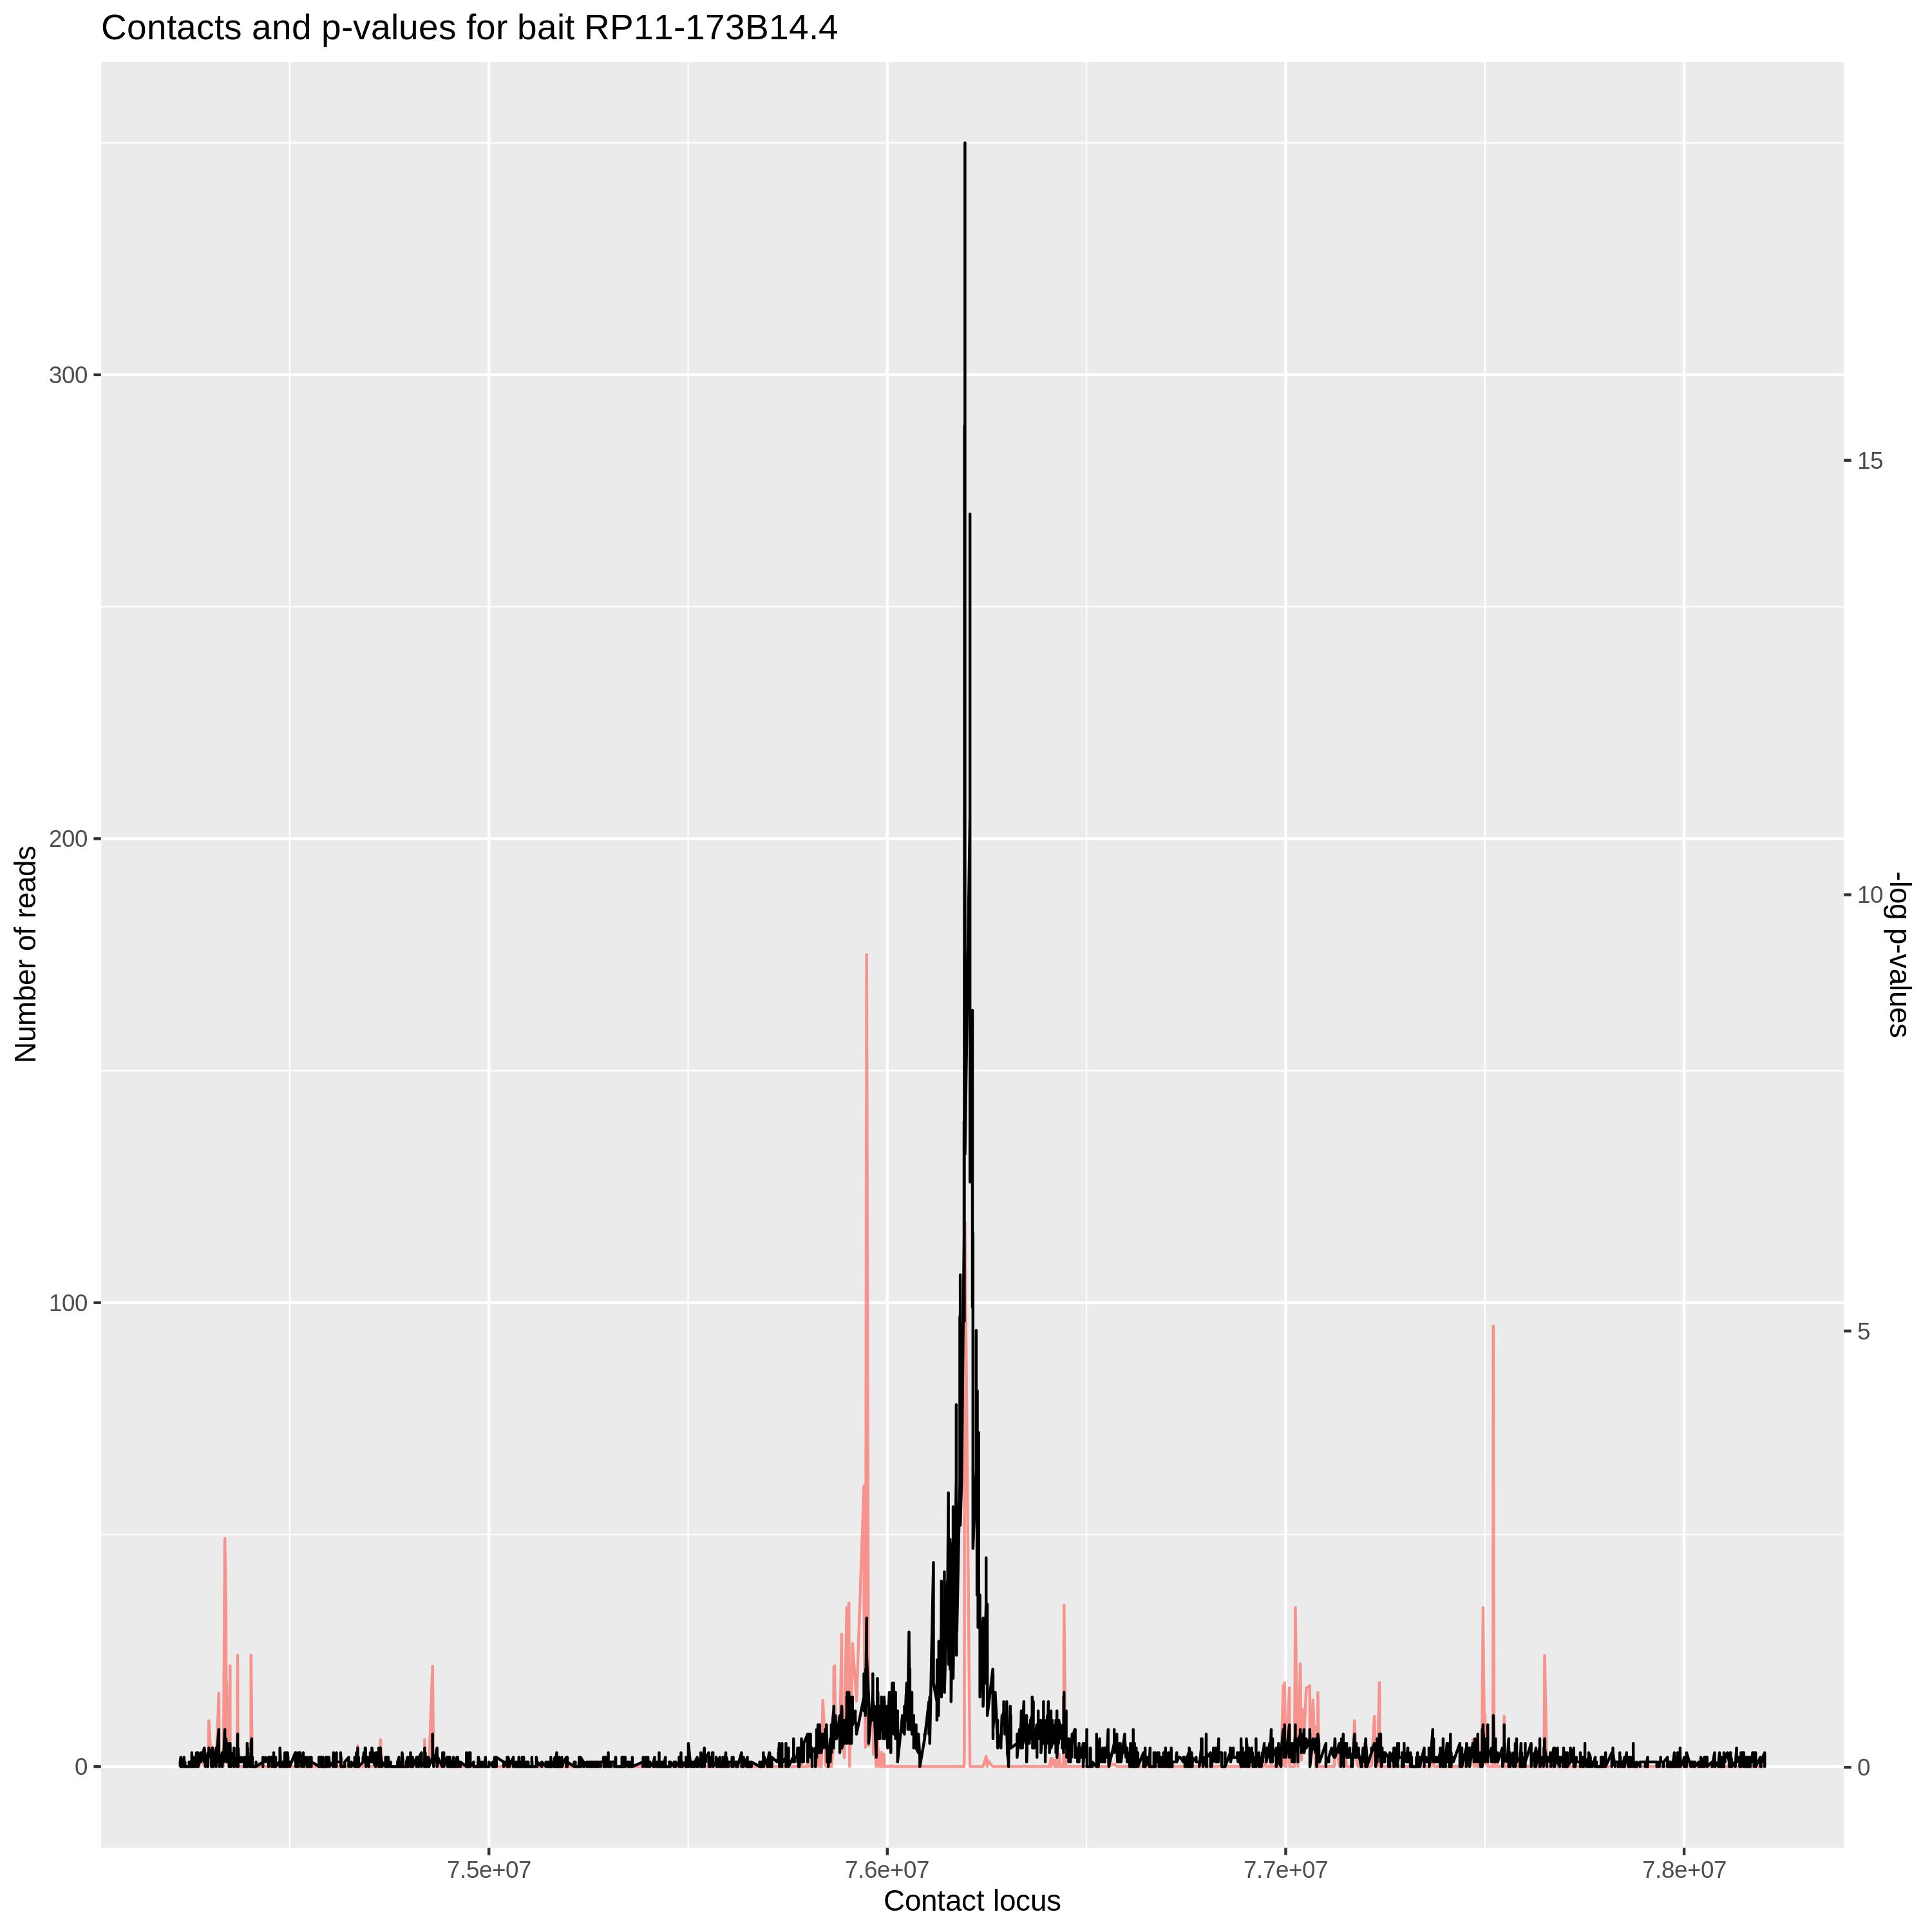 Contacts and p-values for bait RP11-173B14.4
300
200
100
0
Number of reads
15
10
5
0
-log p-values
7.5e+07
7.6e+07
7.7e+07
7.8e+07
Contact locus